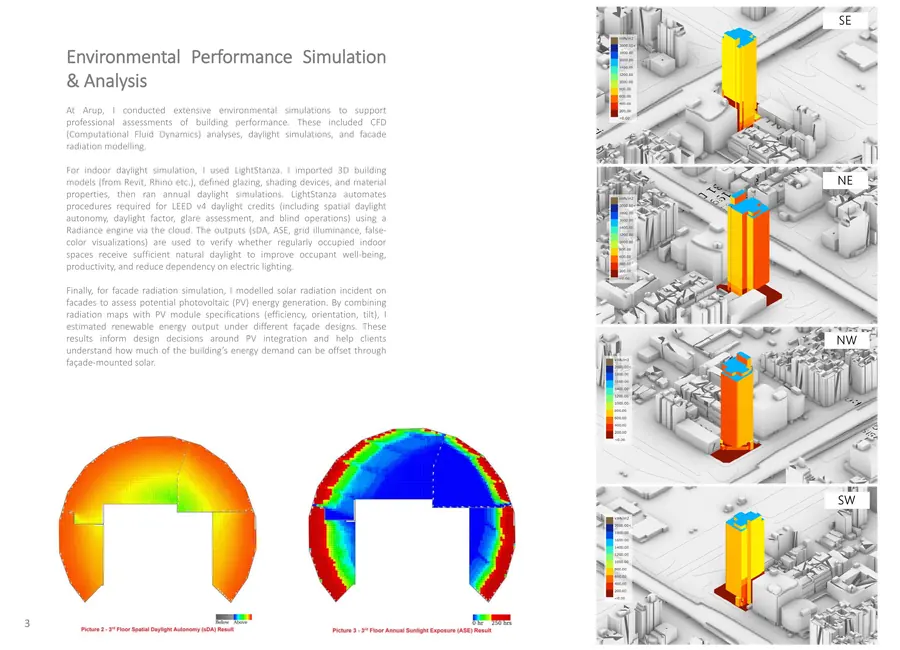 Environmental Performance Simulation
& Analysis
At Arup, I conducted extensive environmental simulations to support
professional assessments of building performance. These included CFD
(Computational Fluid Dynamics) analyses, daylight simulations, and facade
radiation modelling.
For indoor daylight simulation, I used LightStanza. I imported 3D building
models (from Revit, Rhino etc.), defined glazing, shading devices, and material
properties, then ran annual daylight simulations. LightStanza automates
procedures required for LEED v4 daylight credits (including spatial daylight
autonomy, daylight factor, glare assessment, and blind operations) using a
Radiance engine via the cloud. The outputs (sDA, ASE, grid illuminance, false-
color visualizations) are used to verify whether regularly occupied indoor
spaces receive sufficient natural daylight to improve occupant well-being,
productivity, and reduce dependency on electric lighting.
Finally, for facade radiation simulation, I modelled solar radiation incident on
facades to assess potential photovoltaic (PV) energy generation. By combining
radiation maps with PV module specifications (efficiency, orientation, tilt), I
estimated renewable energy output under different façade designs. These
results inform design decisions around PV integration and help clients
understand how much of the building's energy demand can be offset through
façade-mounted solar.
Below Above
Picture 2 - 3rd Floor Spatial Daylight Autonomy (sDA) Result
0 hr 250 hrs
Picture 3 - 3rd Floor Annual Sunlight Exposure (ASE) Result
3
SE
NE
NW
SW